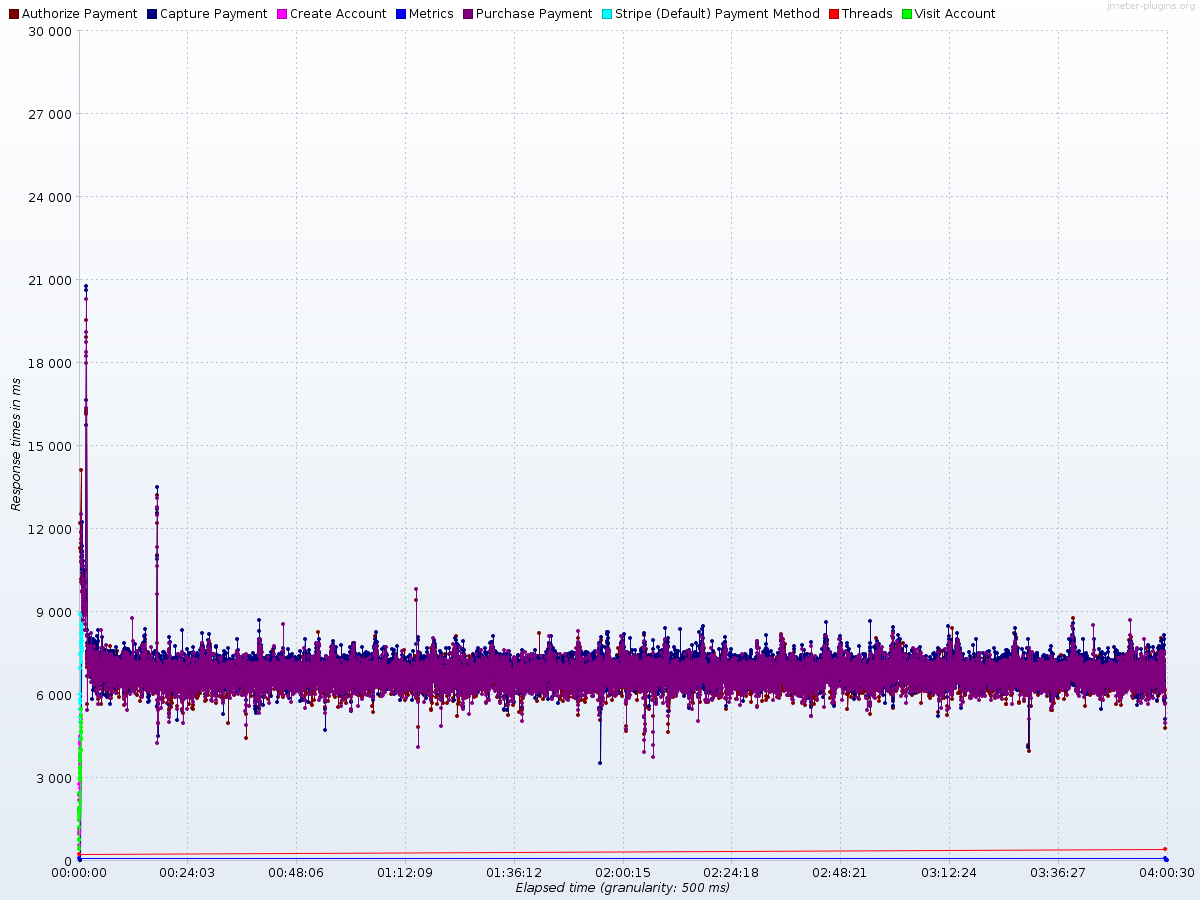 jmeter-plugins.org
Authorize Payment Capture Payment Create Account Metrics Purchase Payment Stripe (Default) Payment Method Threads Visit Account
30 000
27 000
24 000
21 000
18 000
15 000
12 000
9 000
6 000
3 000
0
Response times in ms
00:00:00 00:24:03 00:48:06 01:12:09 01:36:12 02:00:15 02:24:18 02:48:21 03:12:24 03:36:27 04:00:30
Elapsed time (granularity: 500 ms)